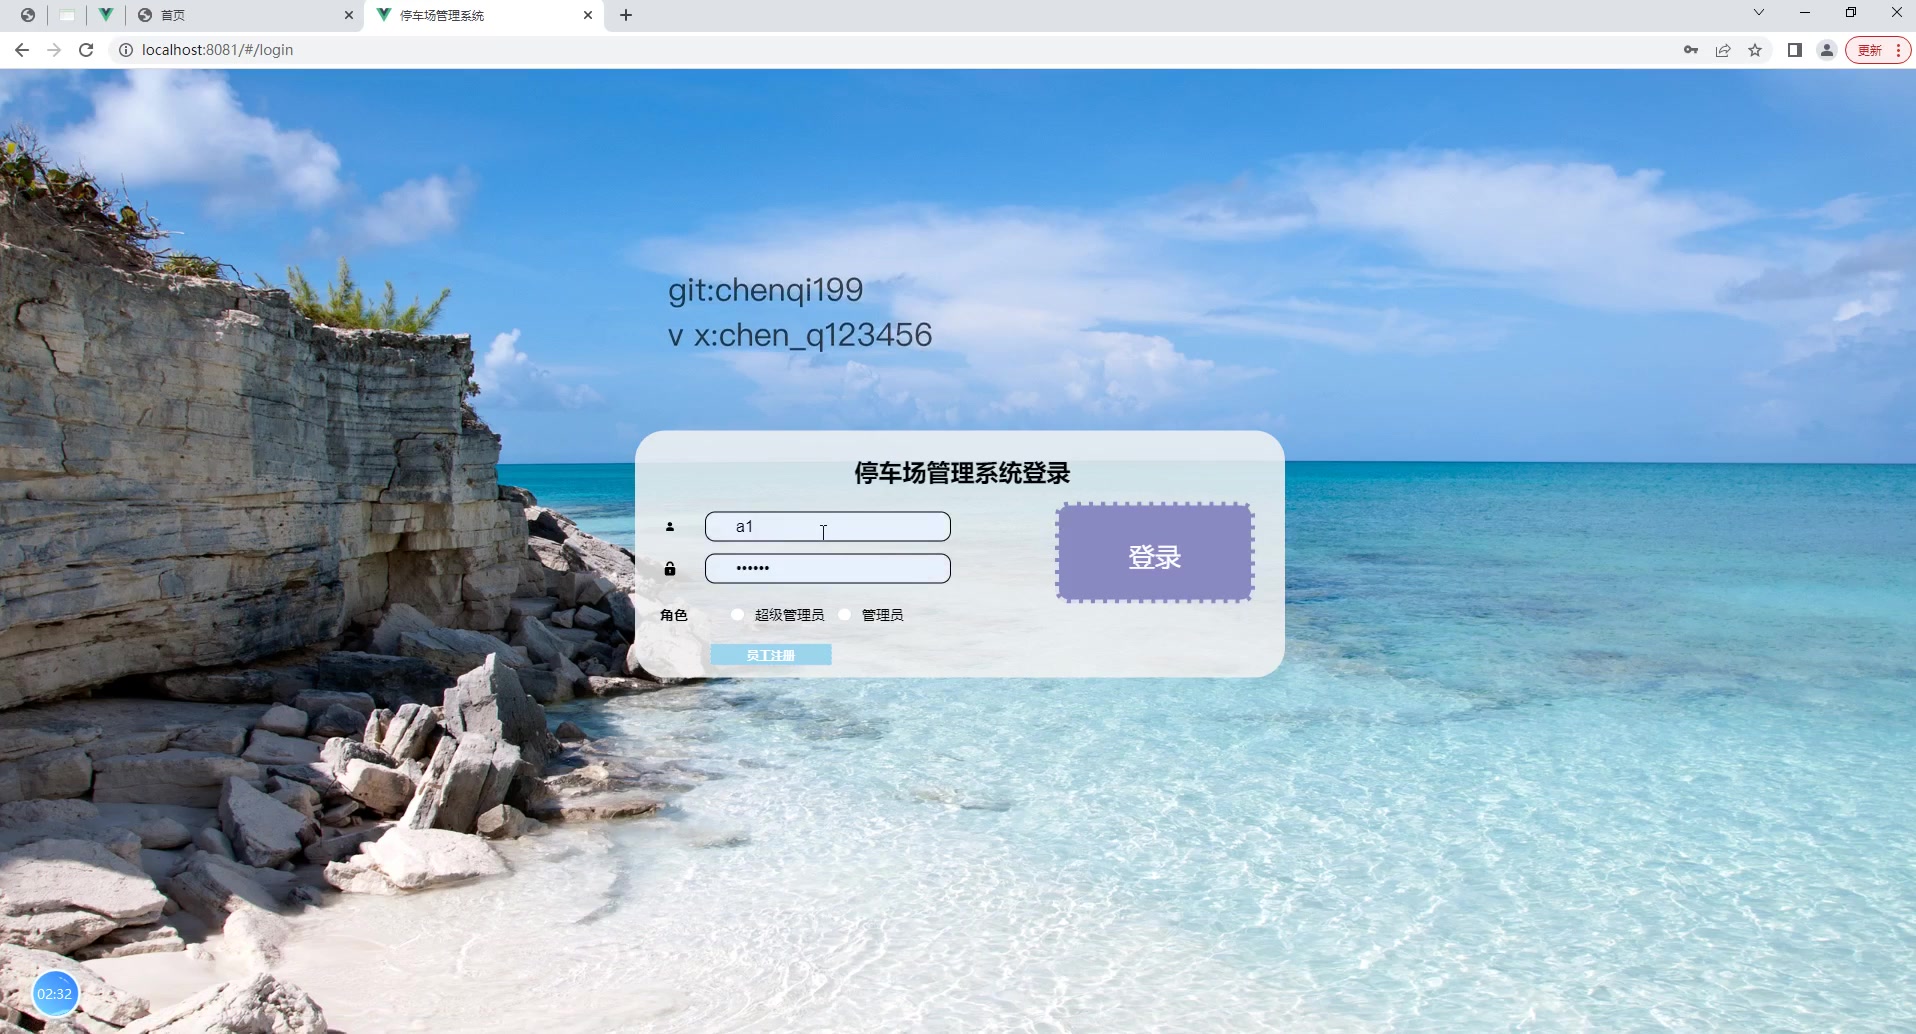 首页
停车场管理系统
localhost:8081/#/login
更新
git:chenqi199
v x:chen_q123456
停车场管理系统登录
a1
••••••
登录
角色 超级管理员 管理员
员工注册
02:32